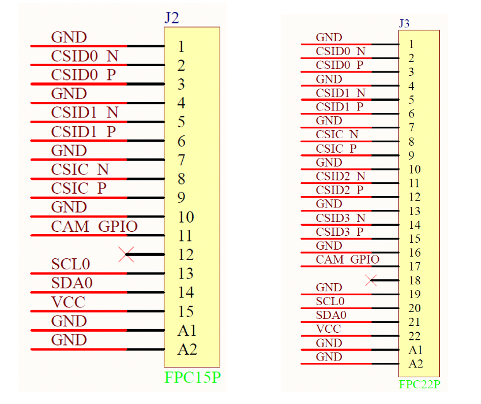 J2
GND 1
CSID0_N 2
CSID0_P 3
GND 4
CSID1_N 5
CSID1_P 6
GND 7
CSIC_N 8
CSIC_P 9
GND 10
CAM_GPIO 11
12
SCL0 13
SDA0 14
VCC 15
GND A1
GND A2
FPC15P
J3
GND 1
CSID0_N 2
CSID0_P 3
GND 4
CSID1_N 5
CSID1_P 6
GND 7
CSIC_N 8
CSIC_P 9
GND 10
CSID2_N 11
CSID2_P 12
GND 13
CSID3_N 14
CSID3_P 15
GND 16
CAM_GPIO 17
18
GND 19
SCL0 20
SDA0 21
VCC 22
GND A1
GND A2
FPC22P